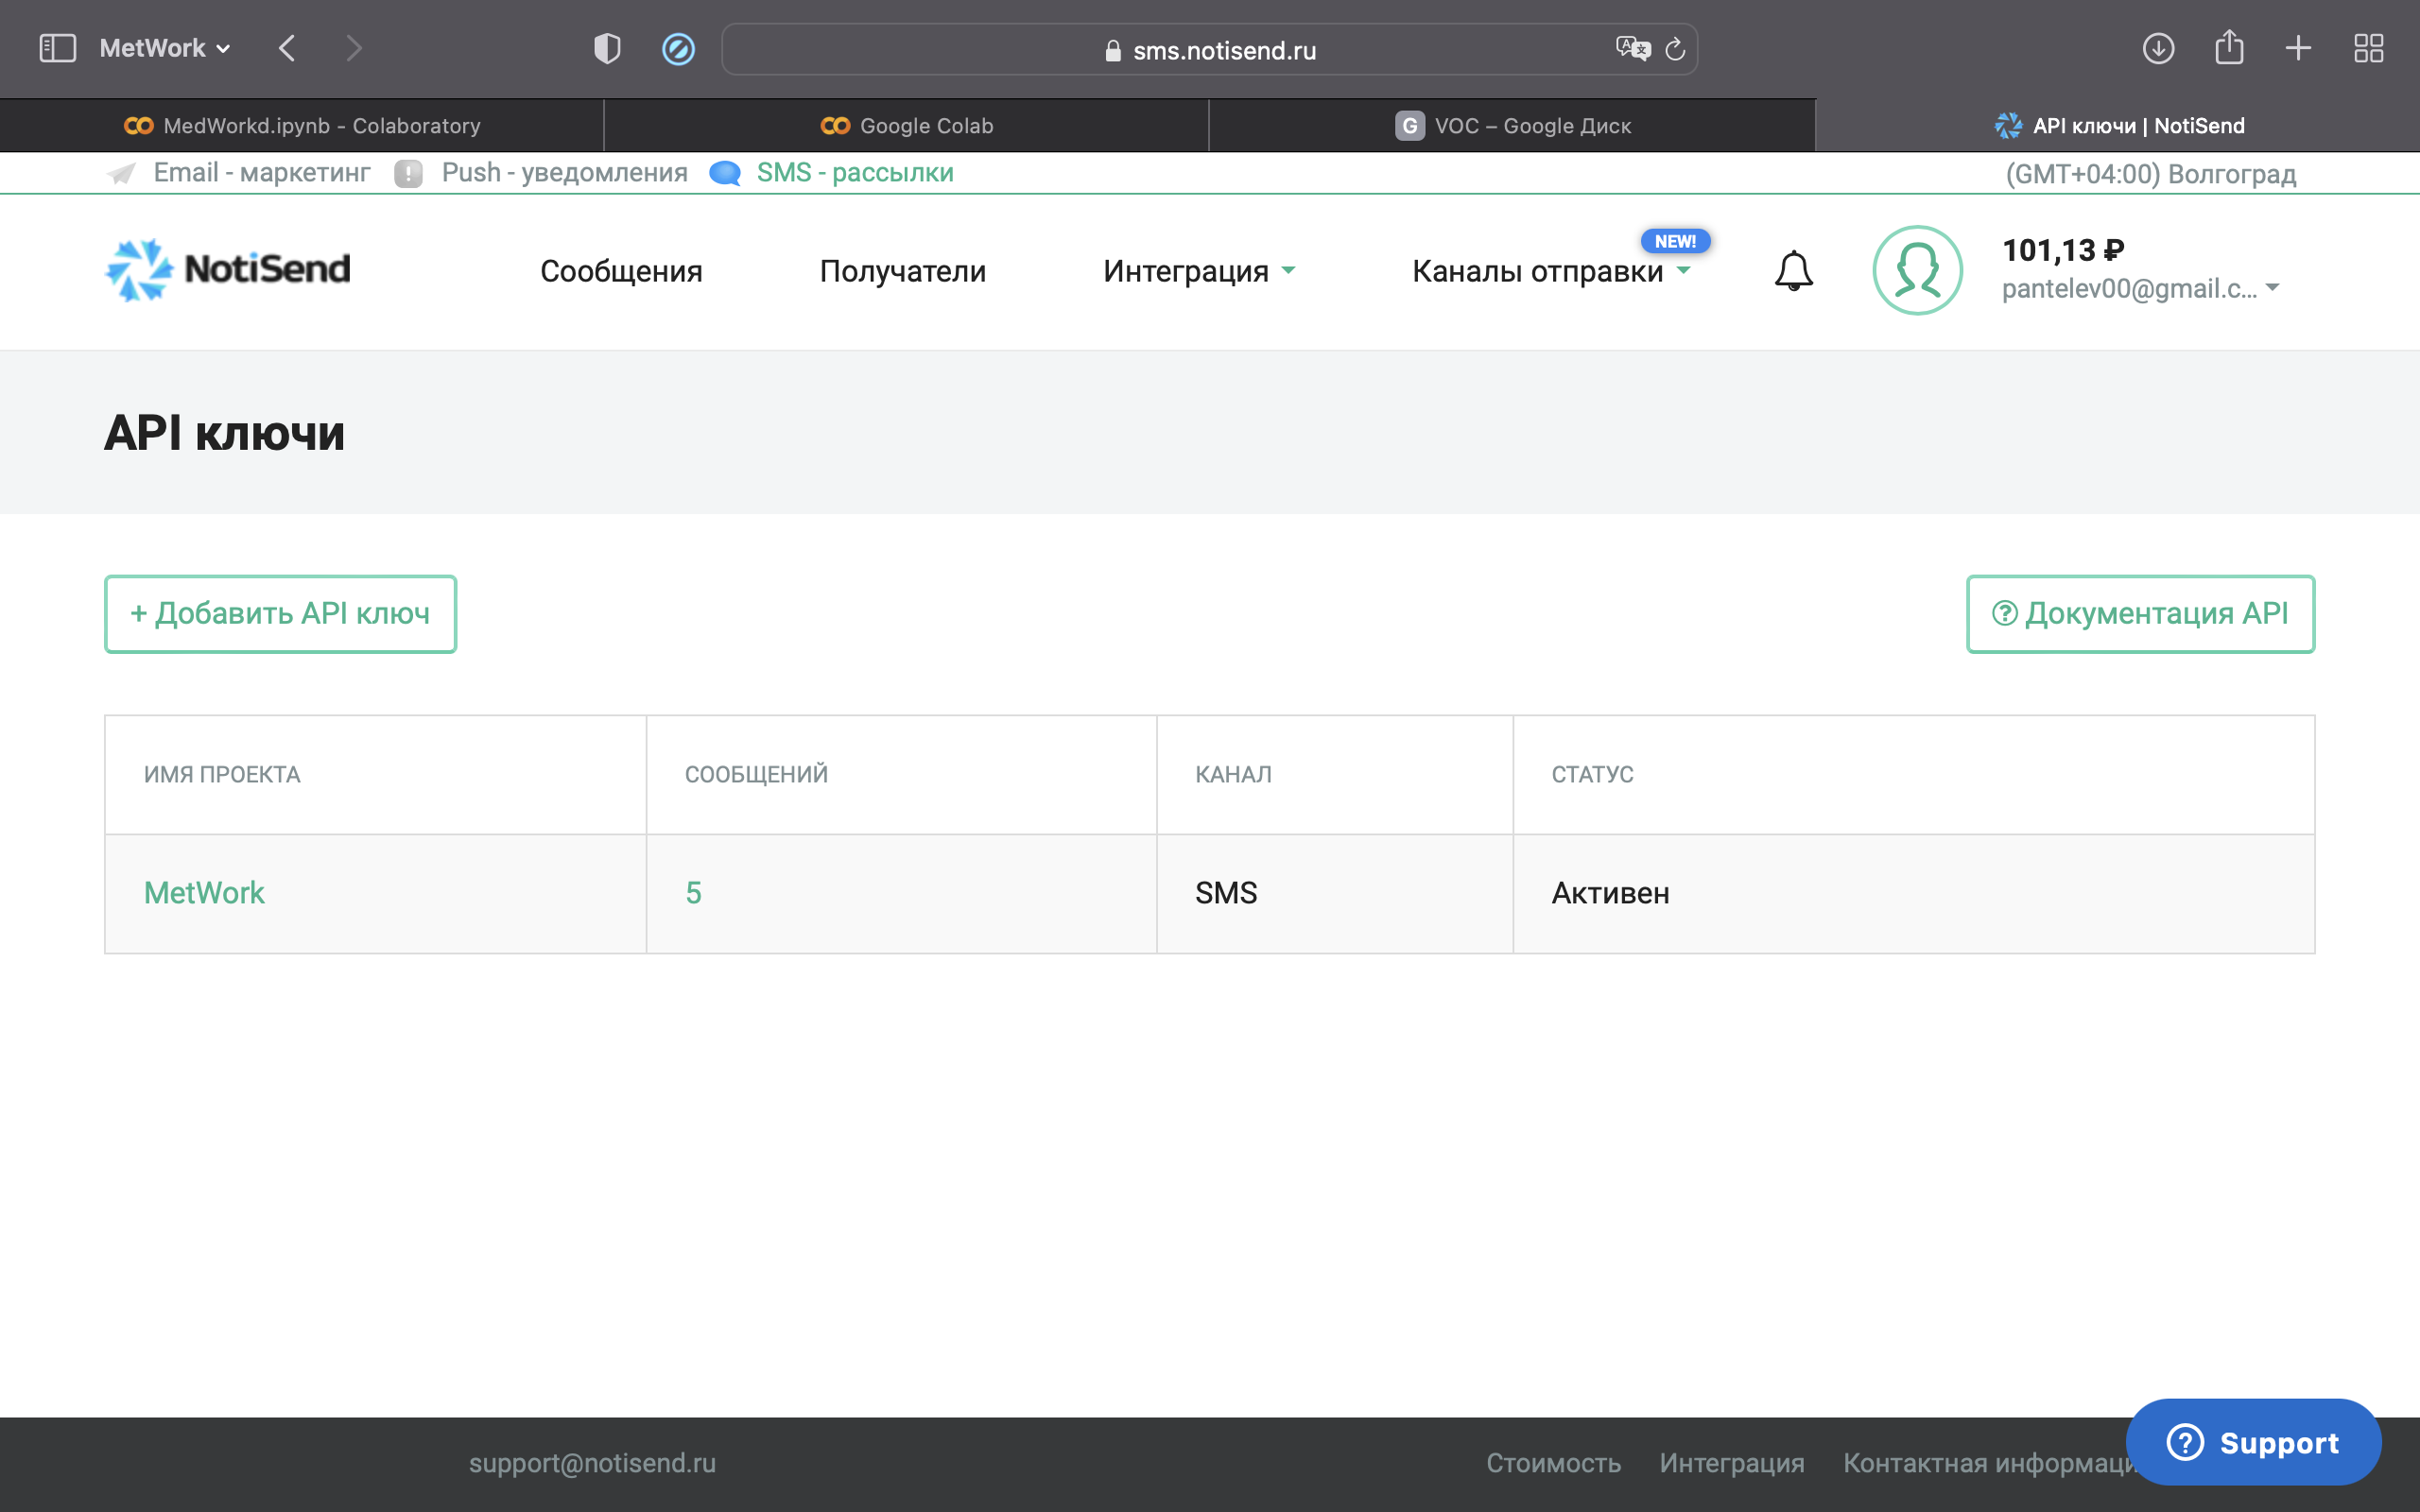 MetWork
sms.notisend.ru
MedWorkd.ipynb - Colaboratory
Google Colab
G VOC – Google Диск
API ключи | NotiSend
Email - маркетинг
Push - уведомления
SMS - рассылки
(GMT+04:00) Волгоград
NotiSend
Сообщения
Получатели
Интеграция
Каналы отправки
NEW!
101,13 ₽
pantelev00@gmail.c...
API ключи
+ Добавить API ключ
Документация API
ИМЯ ПРОЕКТА
СООБЩЕНИЙ
КАНАЛ
СТАТУС
MetWork
5
SMS
Активен
support@notisend.ru
Стоимость
Интеграция
Контактная информаци
Support